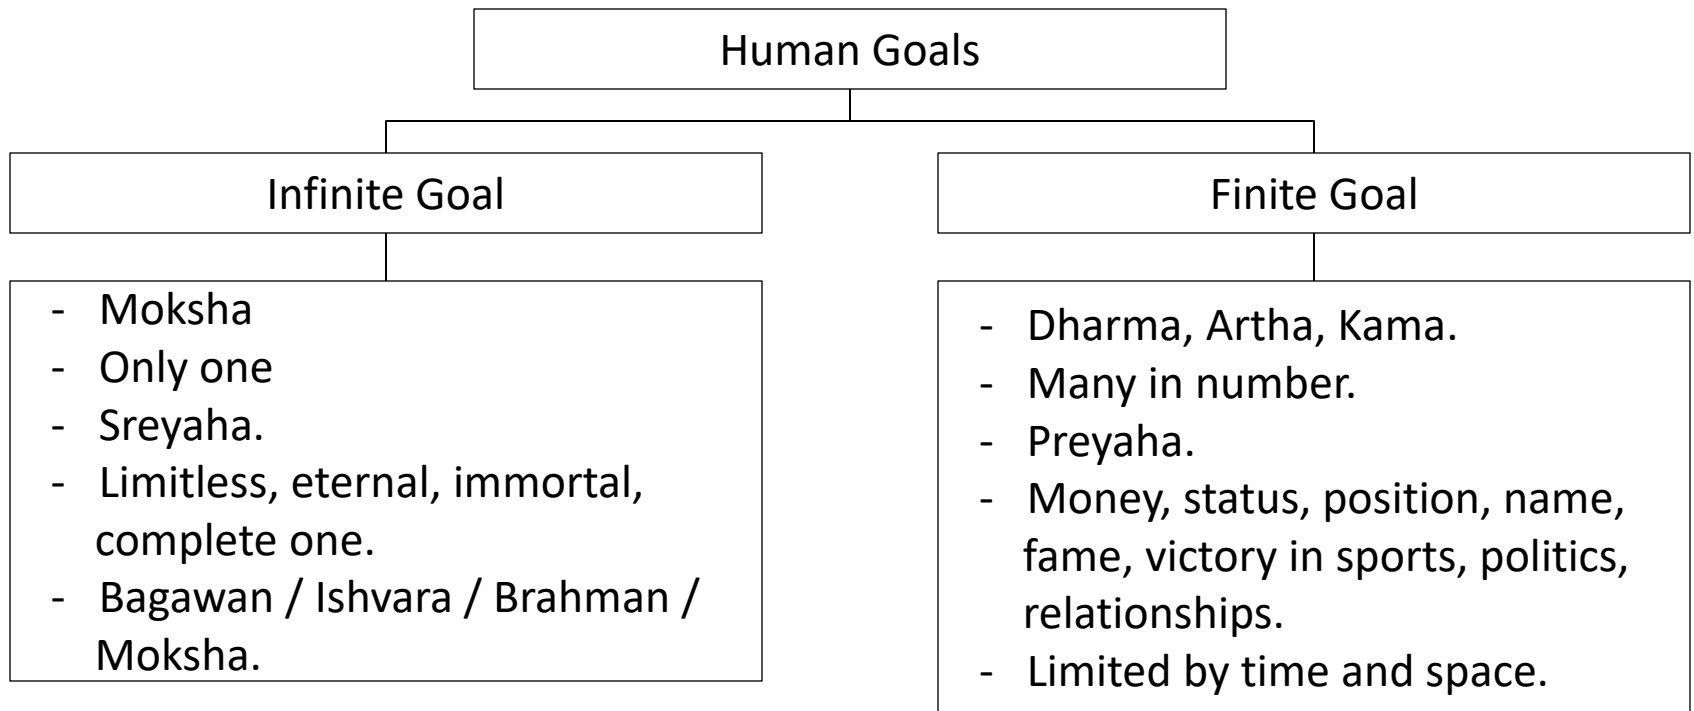 Human Goals
Infinite Goal
- Moksha
- Only one
- Sreyaha.
- Limitless, eternal, immortal,
complete one.
- Bagawan / Ishvara / Brahman /
Moksha.
Finite Goal
- Dharma, Artha, Kama.
- Many in number.
- Preyaha.
- Money, status, position, name,
fame, victory in sports, politics,
relationships.
- Limited by time and space.